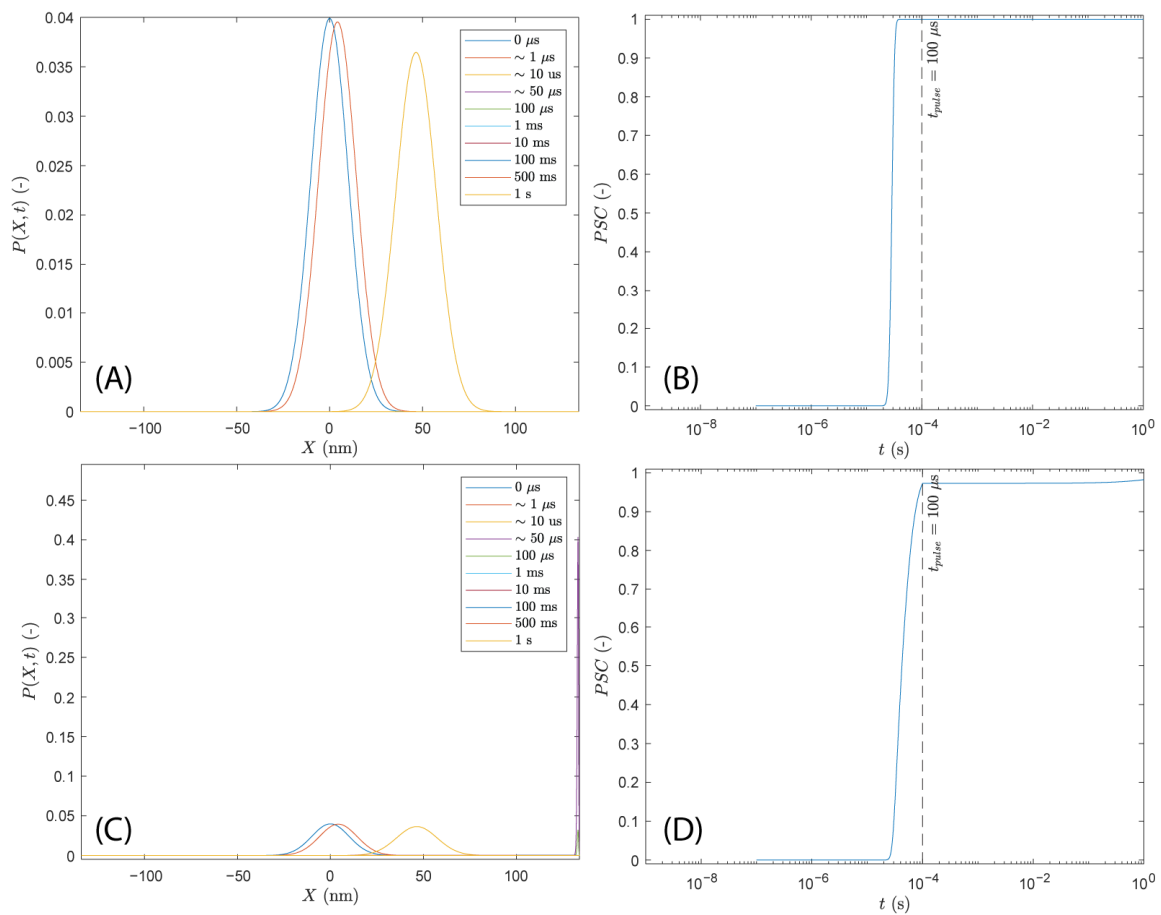 0.04
0.035
0.03
0.025
0.02
0.015
0.01
0.005
0
P(X, t) (-)
−100
−50
0
50
100
X (nm)
0 μs
∼ 1 μs
∼ 10 us
∼ 50 μs
100 μs
1 ms
10 ms
100 ms
500 ms
1 s
(A)
1
0.9
0.8
0.7
0.6
0.5
0.4
0.3
0.2
0.1
0
PSC (-)
t_pulse = 100 μs
10^−8
10^−6
10^−4
10^−2
10^0
t (s)
(B)
0.45
0.4
0.35
0.3
0.25
0.2
0.15
0.1
0.05
0
P(X, t) (-)
−100
−50
0
50
100
X (nm)
0 μs
∼ 1 μs
∼ 10 us
∼ 50 μs
100 μs
1 ms
10 ms
100 ms
500 ms
1 s
(C)
1
0.9
0.8
0.7
0.6
0.5
0.4
0.3
0.2
0.1
0
PSC (-)
t_pulse = 100 μs
10^−8
10^−6
10^−4
10^−2
10^0
t (s)
(D)